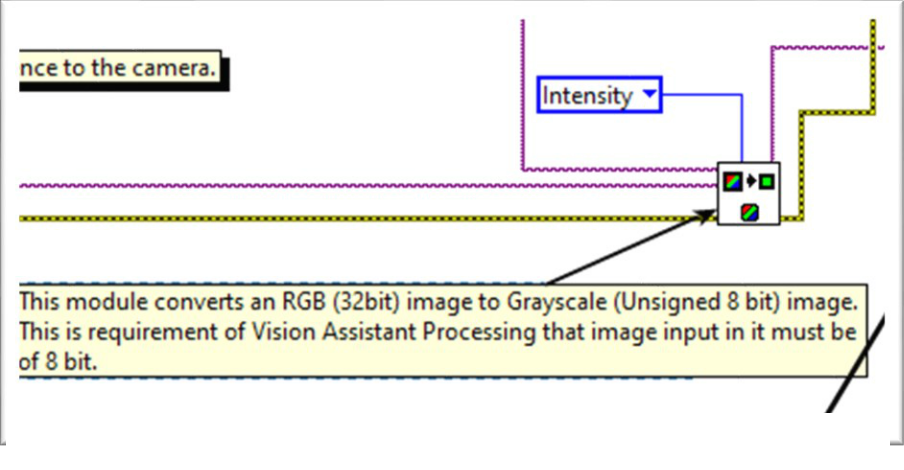 nce to the camera.
Intensity
This module converts an RGB (32bit) image to Grayscale (Unsigned 8 bit) image.
This is requirement of Vision Assistant Processing that image input in it must be
of 8 bit.